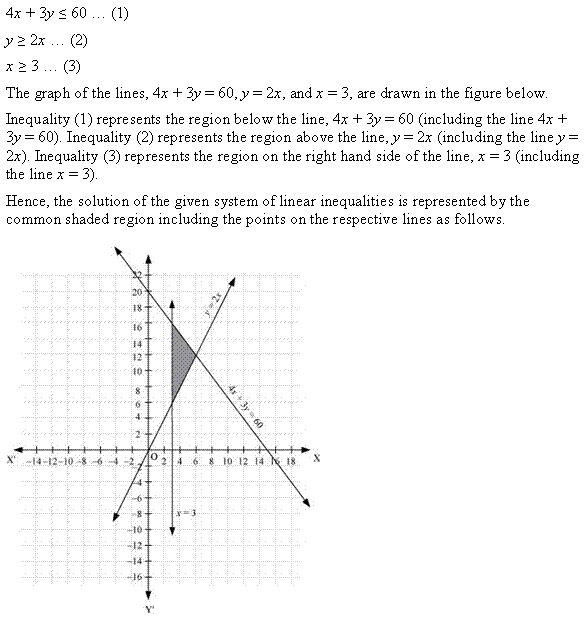 4x + 3y ≤ 60 … (1)
y ≥ 2x … (2)
x ≥ 3 … (3)
The graph of the lines, 4x + 3y = 60, y = 2x, and x = 3, are drawn in the figure below.
Inequality (1) represents the region below the line, 4x + 3y = 60 (including the line 4x +
3y = 60). Inequality (2) represents the region above the line, y = 2x (including the line y =
2x). Inequality (3) represents the region on the right hand side of the line, x = 3 (including
the line x = 3).
Hence, the solution of the given system of linear inequalities is represented by the
common shaded region including the points on the respective lines as follows.
22
20
18
y = 2x
16
14
12
10
8
4x + 3y = 60
6
4
2
X' -14 -12 -10 -8 -6 -4 -2 O 2 4 6 8 10 12 14 16 18 X
-2
-4
-6
-8
x = 3
-10
-12
-14
-16
Y'